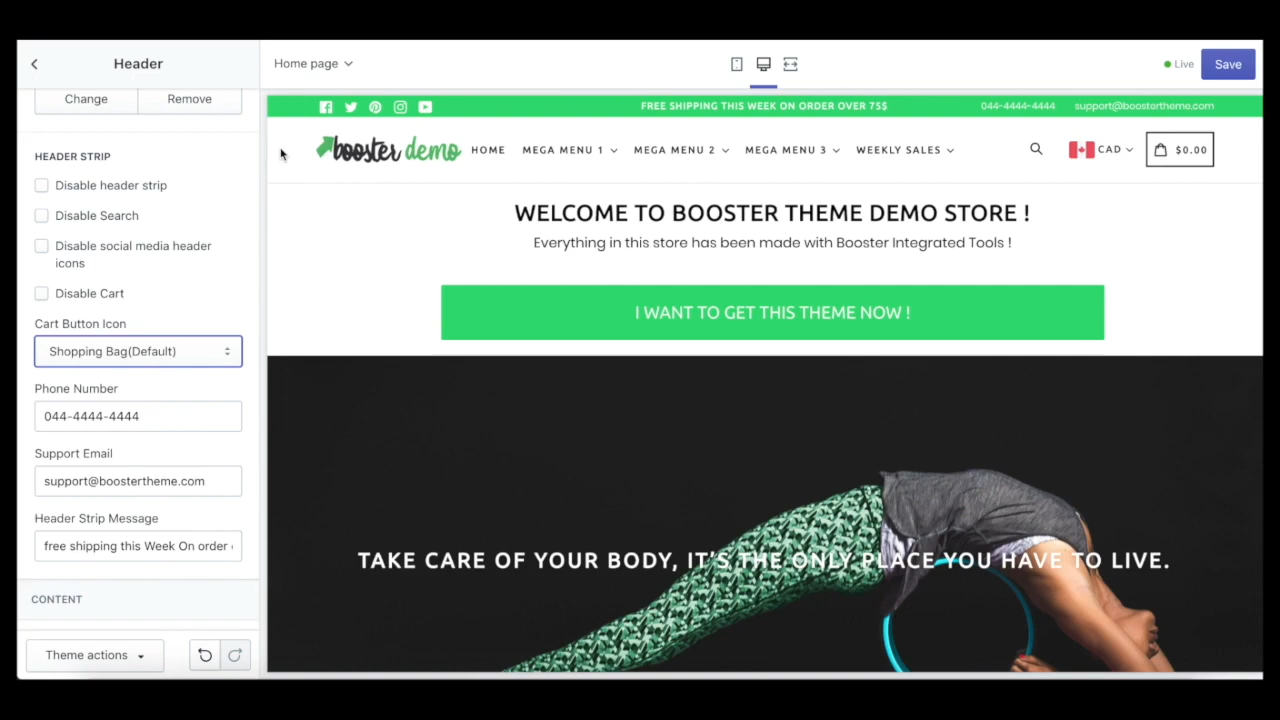 Header
Home page
Live
Save
Change
Remove
HEADER STRIP
Disable header strip
Disable Search
Disable social media header
icons
Disable Cart
Cart Button Icon
Shopping Bag(Default)
Phone Number
044-4444-4444
Support Email
support@boostertheme.com
Header Strip Message
free shipping this Week On order
CONTENT
Theme actions
FREE SHIPPING THIS WEEK ON ORDER OVER 75$
044-4444-4444
support@boostertheme.com
booster demo
HOME
MEGA MENU 1
MEGA MENU 2
MEGA MENU 3
WEEKLY SALES
CAD
$0.00
WELCOME TO BOOSTER THEME DEMO STORE !
Everything in this store has been made with Booster Integrated Tools !
I WANT TO GET THIS THEME NOW !
TAKE CARE OF YOUR BODY, IT'S THE ONLY PLACE YOU HAVE TO LIVE.